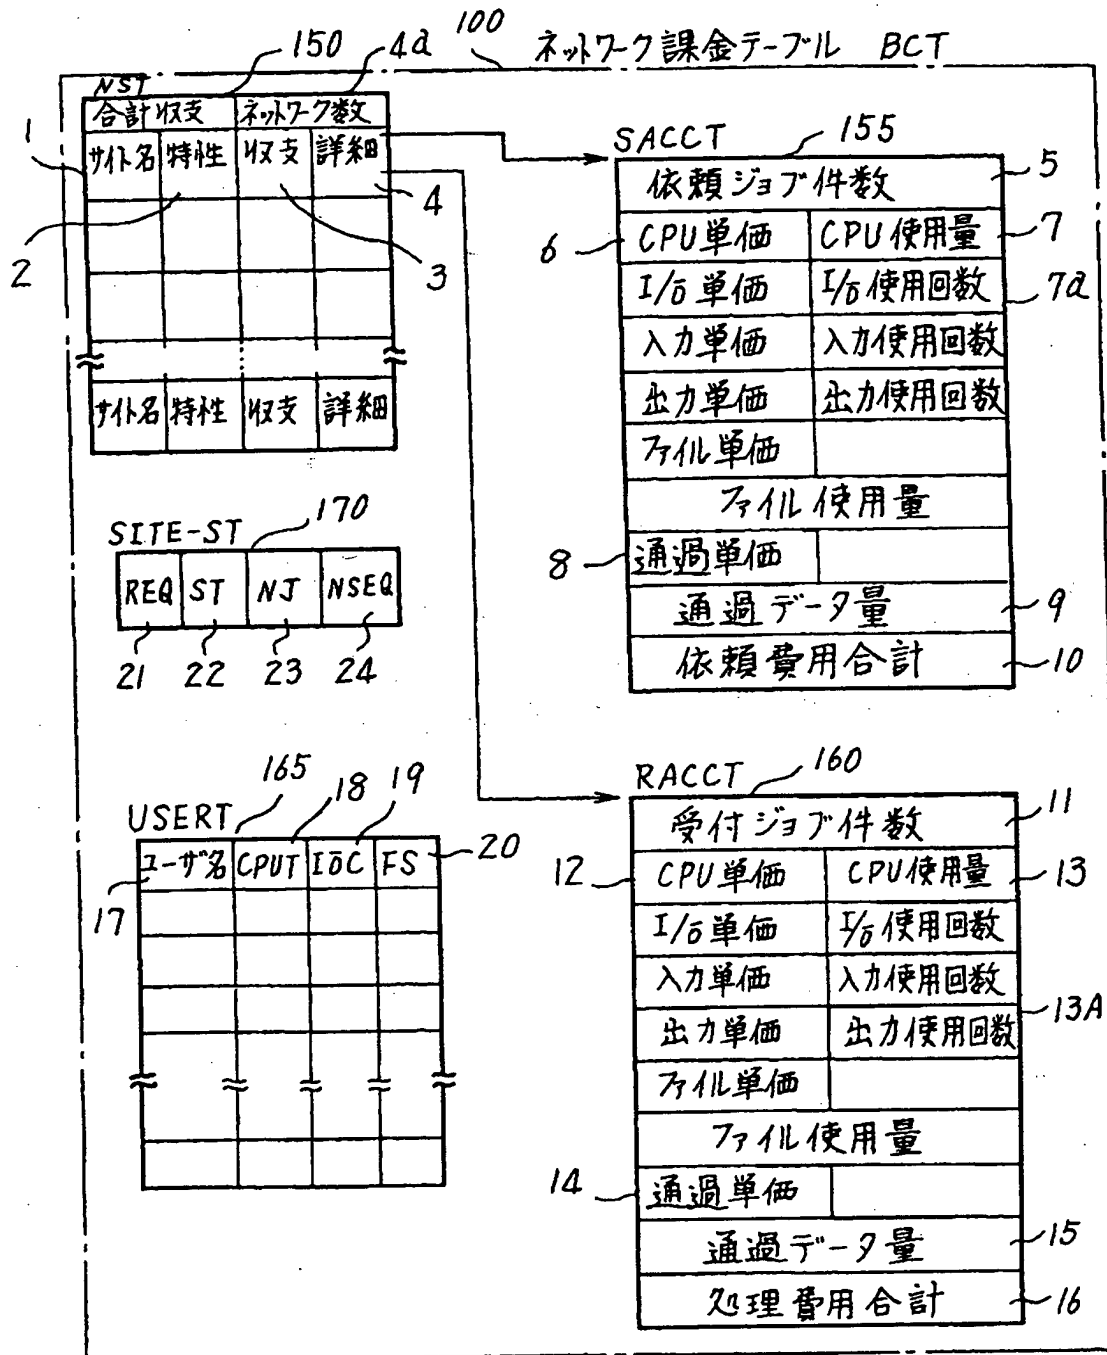 100 ネットワーク課金テーブル BCT
NST 150 4a
合計収支 ネットワーク数
1 サイト名 特性 収支 詳細
2 3 4
サイト名 特性 収支 詳細
SACCT 155
依頼ジョブ件数 5
6 CPU単価 CPU使用量 7
I/O単価 I/O使用回数 7a
入力単価 入力使用回数
出力単価 出力使用回数
ファイル単価
ファイル使用量
8 通過単価
通過データ量 9
依頼費用合計 10
SITE-ST 170
REQ ST NJ NSEQ
21 22 23 24
USERT 165 18 19
ユーザ名 CPUT IOC FS 20
17
RACCT 160
受付ジョブ件数 11
12 CPU単価 CPU使用量 13
I/O単価 I/O使用回数
入力単価 入力使用回数
13A
出力単価 出力使用回数
ファイル単価
ファイル使用量
14 通過単価
通過データ量 15
処理費用合計 16